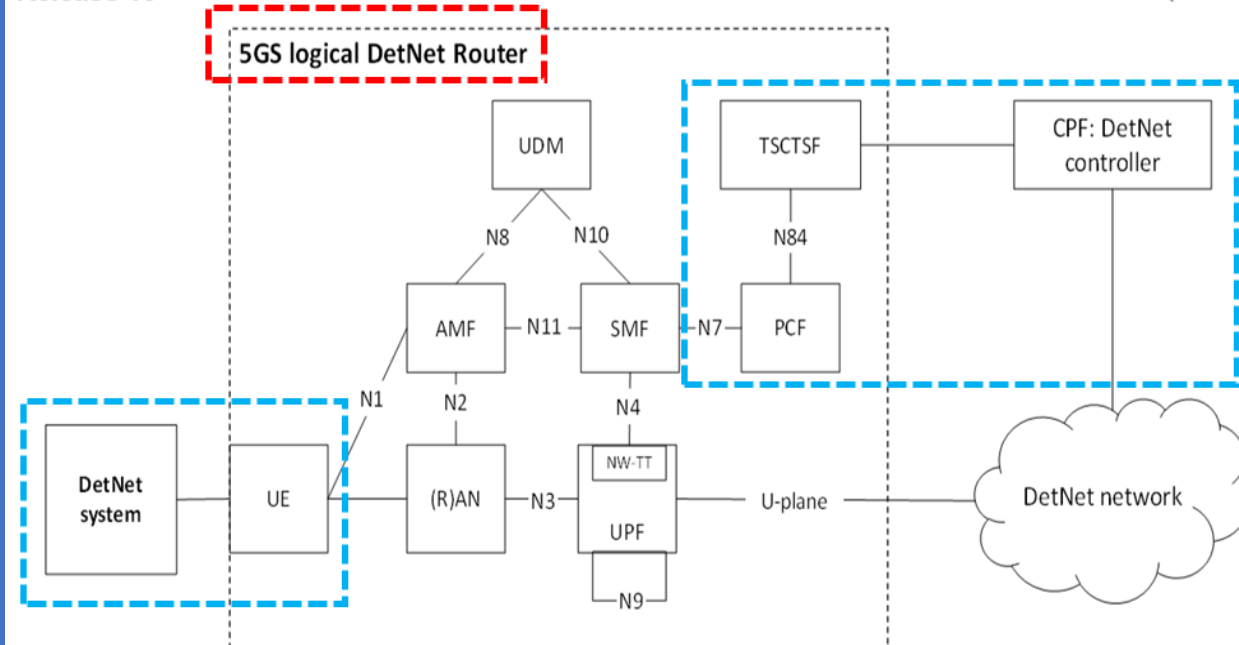 5GS logical DetNet Router
UDM
TSCTSF
CPF: DetNet
controller
N8
N10
N84
AMF
N11
SMF
N7
PCF
N1
N2
N4
DetNet
system
UE
(R)AN
N3
NW-TT
UPF
U-plane
DetNet network
N9